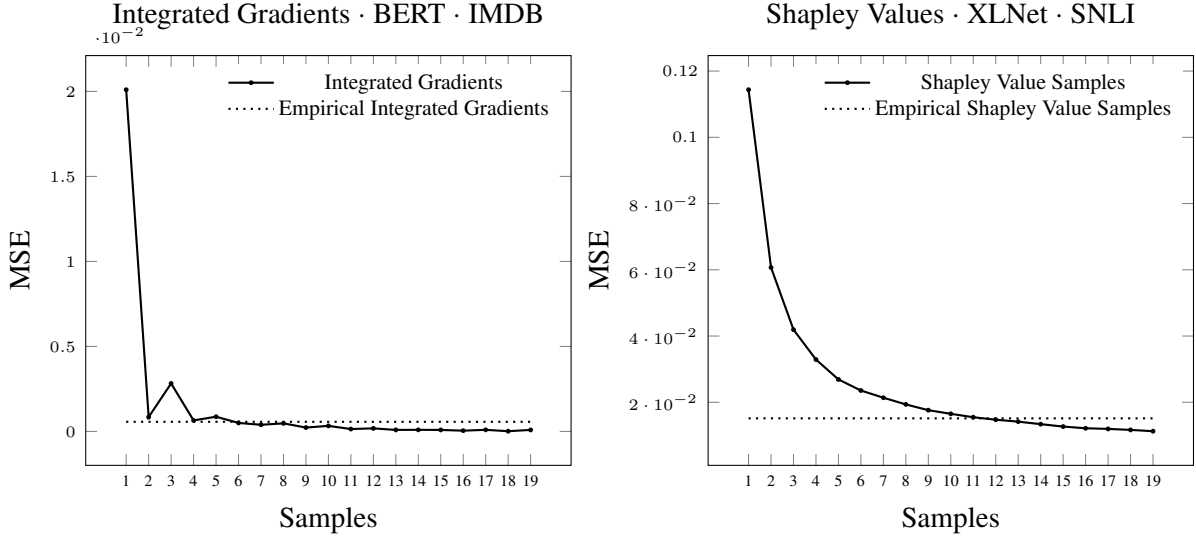 Integrated Gradients · BERT · IMDB
·10⁻²
2
1.5
1
0.5
0
MSE
Integrated Gradients
Empirical Integrated Gradients
1 2 3 4 5 6 7 8 9 10 11 12 13 14 15 16 17 18 19
Samples
Shapley Values · XLNet · SNLI
0.12
0.1
8 · 10⁻²
6 · 10⁻²
4 · 10⁻²
2 · 10⁻²
MSE
Shapley Value Samples
Empirical Shapley Value Samples
1 2 3 4 5 6 7 8 9 10 11 12 13 14 15 16 17 18 19
Samples